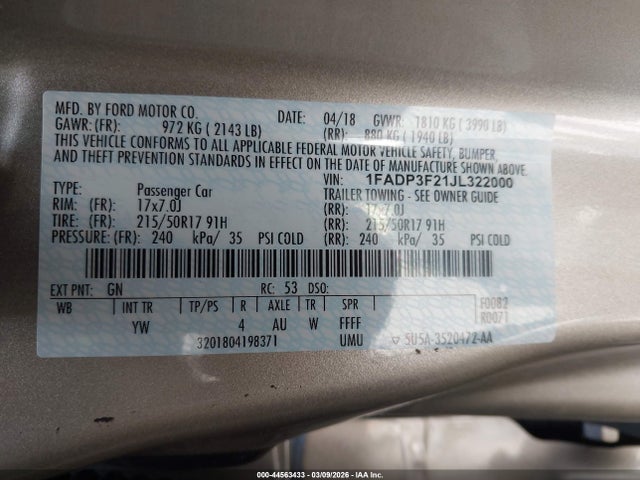 MFD. BY FORD MOTOR CO. DATE: 04/18 GVWR: 1810 KG ( 3990 LB)
GAWR: (FR): 972 KG ( 2143 LB) (RR): 880 KG ( 1940 LB)
THIS VEHICLE CONFORMS TO ALL APPLICABLE FEDERAL MOTOR VEHICLE SAFETY, BUMPER,
AND THEFT PREVENTION STANDARDS IN EFFECT ON THE DATE OF MANUFACTURE SHOWN ABOVE.
VIN: 1FADP3F21JL322000
TYPE: Passenger Car TRAILER TOWING - SEE OWNER GUIDE
RIM: (FR) 17x7.0J (RR): 17x7.0J
TIRE: (FR) 215/50R17 91H (RR): 215/50R17 91H
PRESSURE: (FR) 240 kPa/ 35 PSI COLD (RR): 240 kPa/ 35 PSI COLD
EXT PNT: GN RC: 53 DSO:
WB INT TR TP/PS R AXLE TR SPR F0082
YW 4 AU W FFFF R0071
3201804198371 UMU 5U5A-3520472-AA
000-44563433 — 03/09/2026 — IAA Inc.